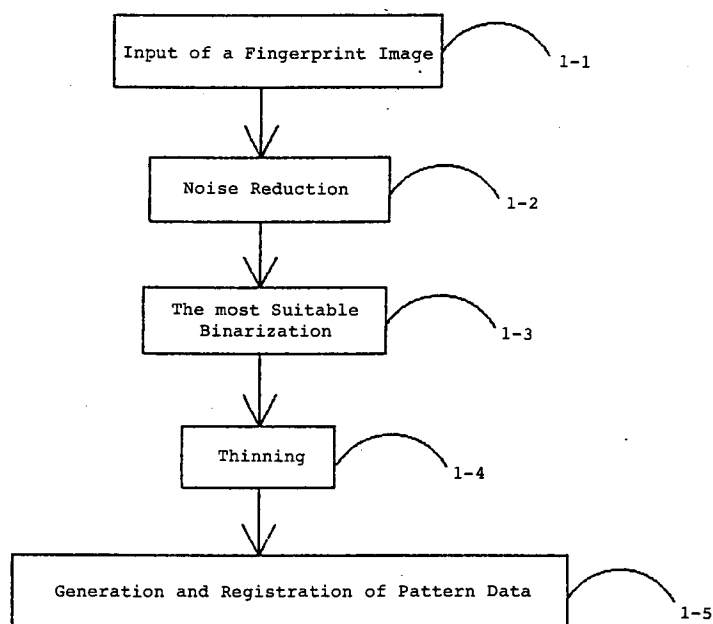 Input of a Fingerprint Image
1-1
Noise Reduction
1-2
The most Suitable
Binarization
1-3
Thinning
1-4
Generation and Registration of Pattern Data
1-5